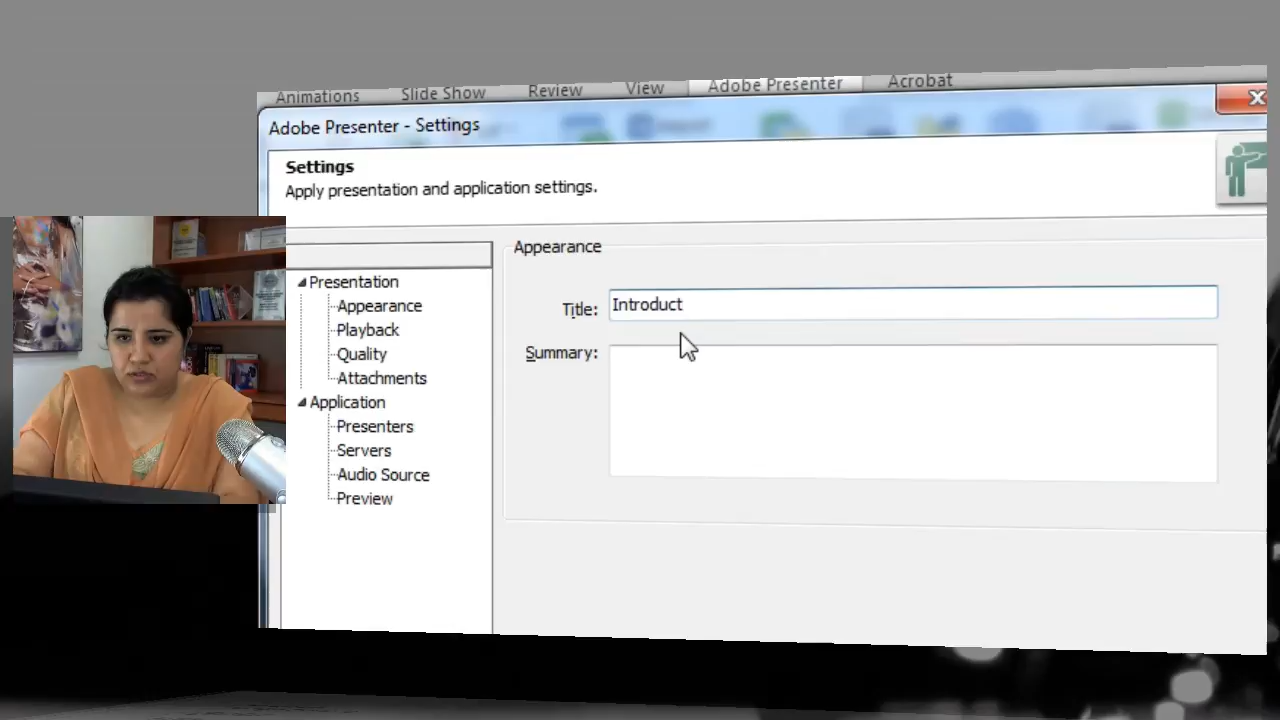 Animations Slide Show Review View Adobe Presenter Acrobat
Adobe Presenter - Settings
Settings
Apply presentation and application settings.
Presentation
Appearance
Playback
Quality
Attachments
Application
Presenters
Servers
Audio Source
Preview
Appearance
Title: Introduct
Summary: